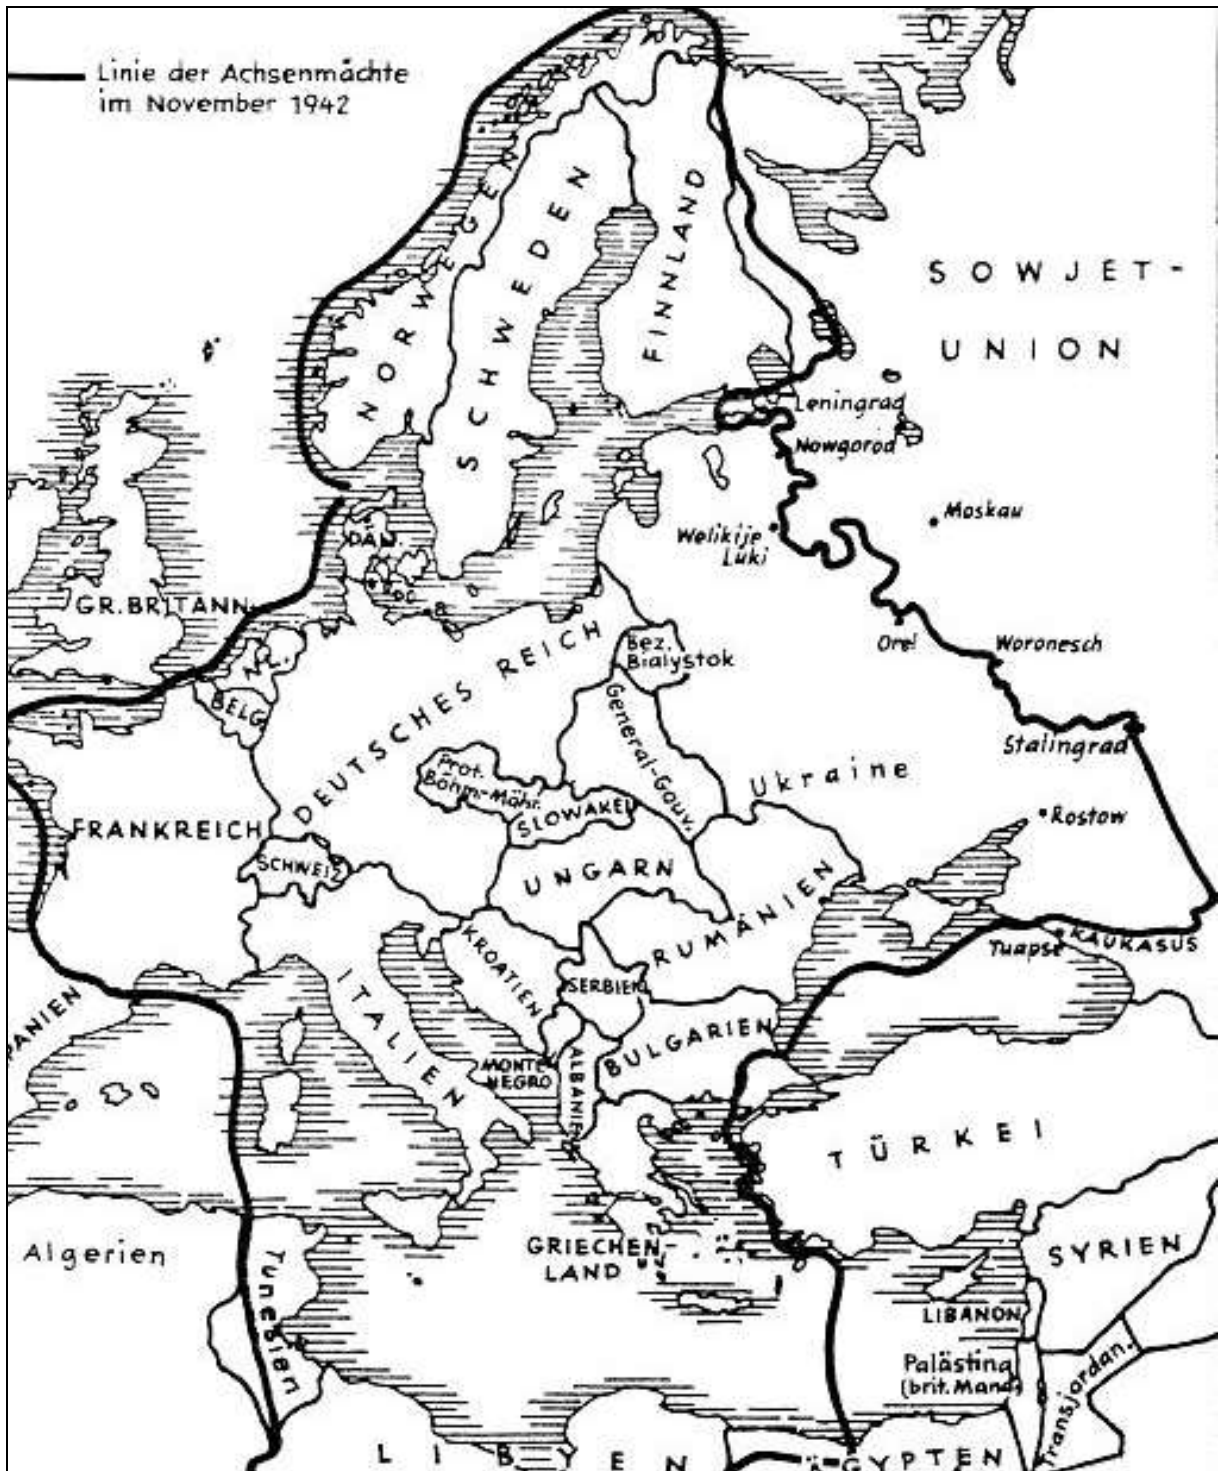 Linie der Achsenmächte
im November 1942
NORWEGEN
SCHWEDEN
FINNLAND
SOWJET-
UNION
Leningrad
Nowgorod
Moskau
Welikije
Luki
DÄN.
GR. BRITANN.
Orel
Woronesch
NL.
BELG
DEUTSCHES REICH
Bez.
Bialystok
General-Gouv.
Stalingrad
Ukraine
Rostow
Prot.
Böhm.-Mähr.
SLOWAKEI
FRANKREICH
SCHWEIZ
UNGARN
RUMÄNIEN
KROATIEN
SERBIEN
Tuapse
KAUKASUS
PANIEN
ITALIEN
MONTE-
NEGRO
ALBANIEN
BULGARIEN
TÜRKEI
Algerien
Tunesien
GRIECHEN-
LAND
SYRIEN
LIBANON
Palästina
(brit. Mand.)
Transjordan.
LIBYEN
ÄGYPTEN